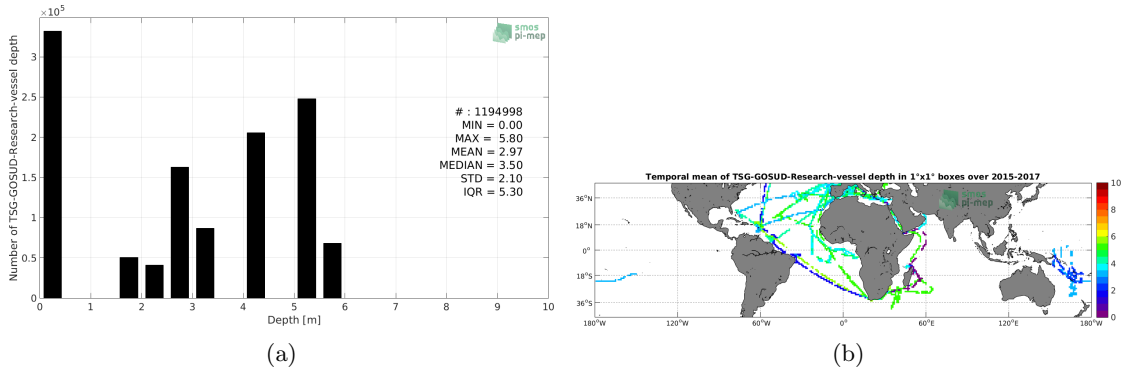 ×10⁵
smos
pi-mep
3
2.5
2
1.5
1
0.5
0
Number of TSG-GOSUD-Research-vessel depth
# : 1194998
MIN = 0.00
MAX = 5.80
MEAN = 2.97
MEDIAN = 3.50
STD = 2.10
IQR = 5.30
0 1 2 3 4 5 6 7 8 9 10
Depth [m]
(a)
Temporal mean of TSG-GOSUD-Research-vessel depth in 1°x1° boxes over 2015-2017
smos
pi-mep
36°N
18°N
0°
18°S
36°S
180°W 120°W 60°W 0° 60°E 120°E 180°W
10
8
6
4
2
0
(b)